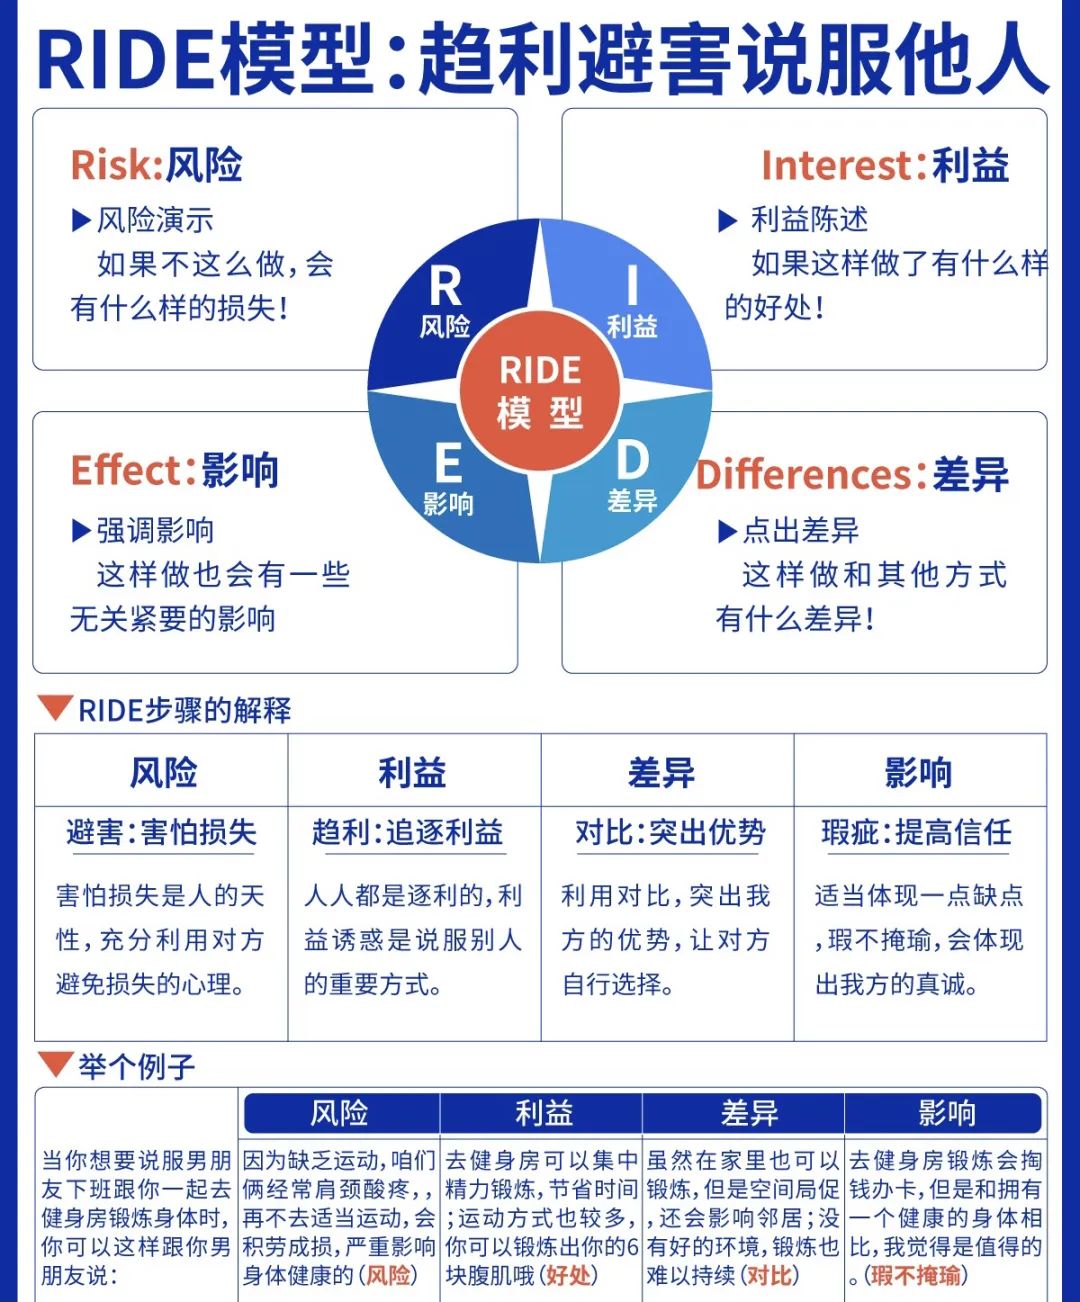 RIDE模型：趋利避害说服他人
Risk:风险
▶风险演示
如果不这么做，会
有什么样的损失！
Interest：利益
▶ 利益陈述
如果这样做了有什么样
的好处！
R
风险
I
利益
RIDE
模 型
E
影响
D
差异
Effect：影响
▶强调影响
这样做也会有一些
无关紧要的影响
Differences：差异
▶点出差异
这样做和其他方式
有什么差异！
▼RIDE步骤的解释
风险
利益
差异
影响
避害：害怕损失
趋利：追逐利益
对比：突出优势
瑕疵：提高信任
害怕损失是人的天
性，充分利用对方
避免损失的心理。
人人都是逐利的，利
益诱惑是说服别人
的重要方式。
利用对比，突出我
方的优势，让对方
自行选择。
适当体现一点缺点
，瑕不掩瑜，会体现
出我方的真诚。
▼举个例子
风险
利益
差异
影响
当你想要说服男朋
友下班跟你一起去
健身房锻炼身体时，
你可以这样跟你男
朋友说：
因为缺乏运动，咱们
俩经常肩颈酸疼，，
再不去适当运动，会
积劳成损，严重影响
身体健康的（风险）
去健身房可以集中
精力锻炼，节省时间
；运动方式也较多，
你可以锻炼出你的6
块腹肌哦（好处）
虽然在家里也可以
锻炼，但是空间局促
，还会影响邻居；没
有好的环境，锻炼也
难以持续（对比）
去健身房锻炼会掏
钱办卡，但是和拥有
一个健康的身体相
比，我觉得是值得的
。（瑕不掩瑜）